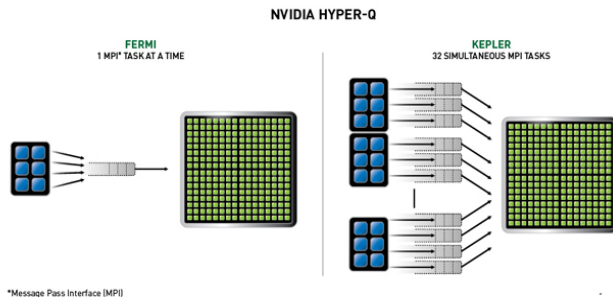 NVIDIA HYPER-Q
FERMI
1 MPI* TASK AT A TIME
KEPLER
32 SIMULTANEOUS MPI TASKS
*Message Pass Interface (MPI)